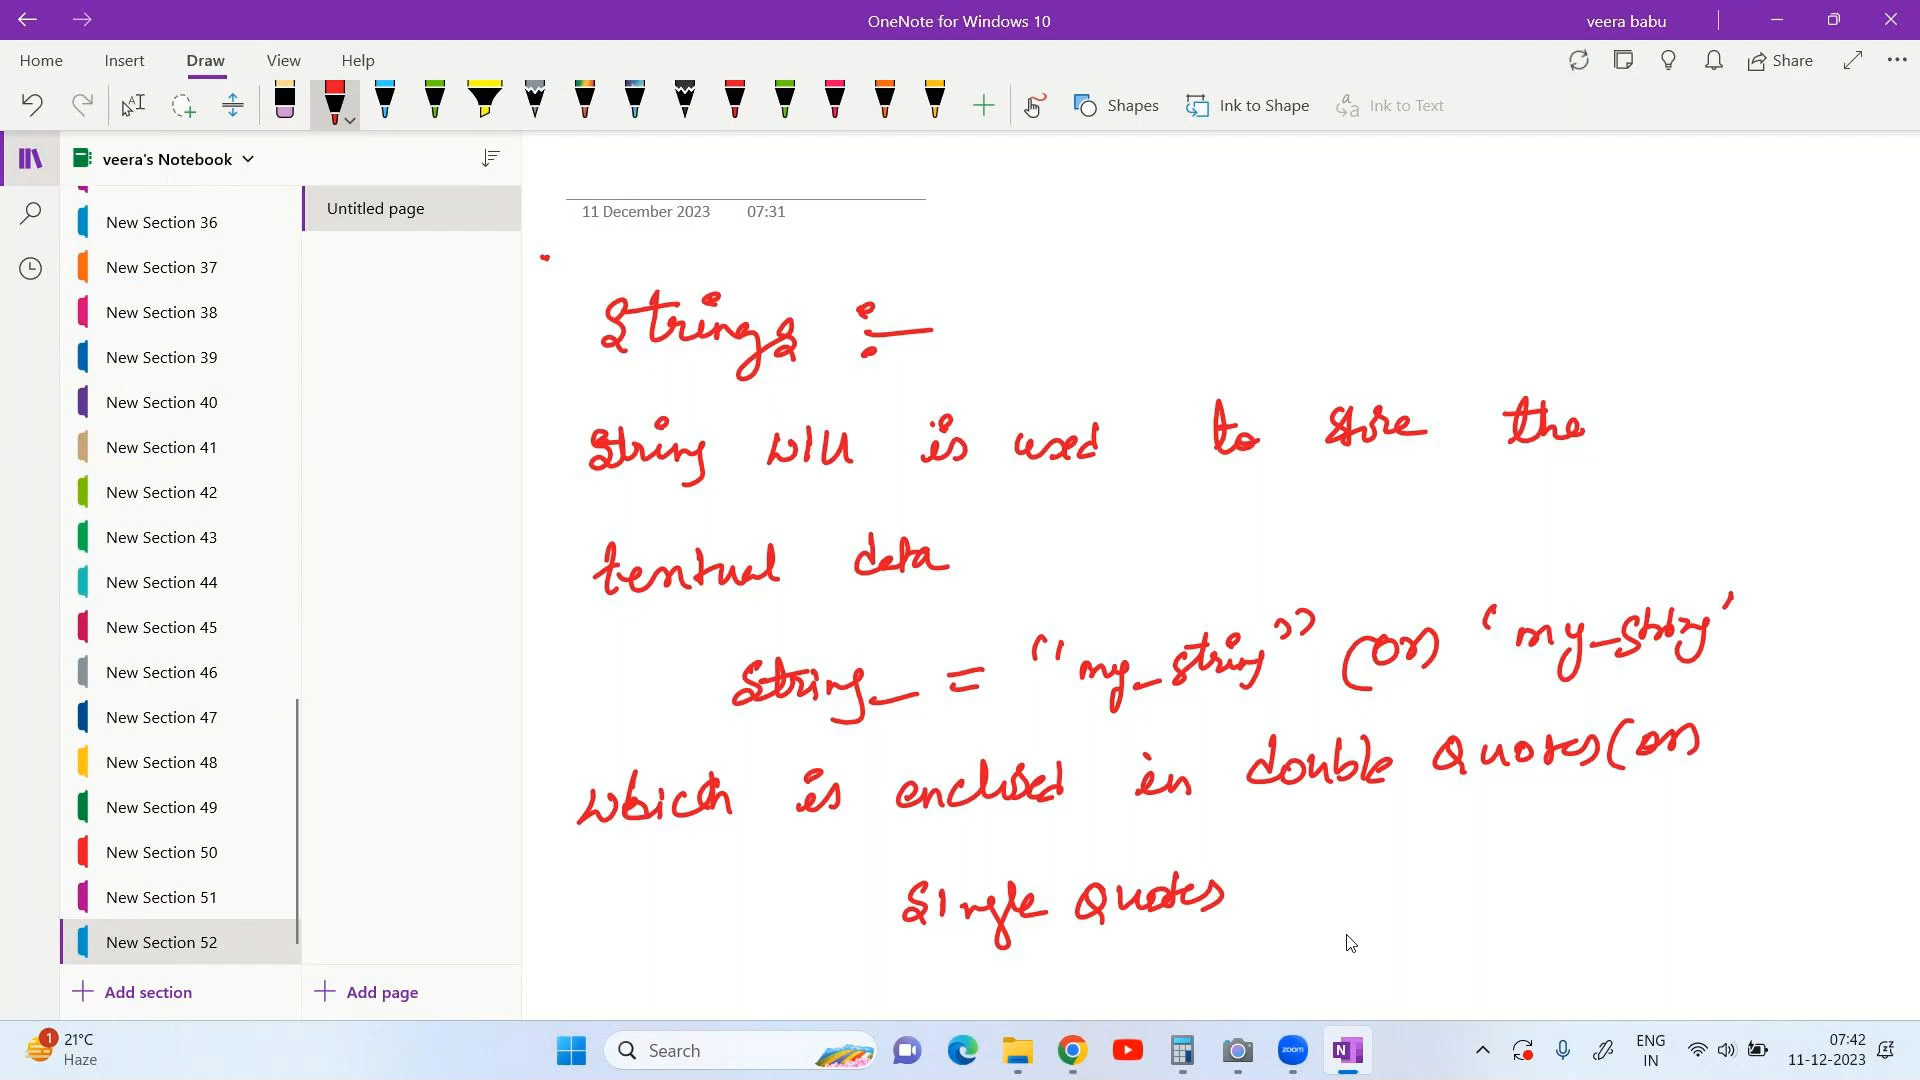 OneNote for Windows 10
veera babu
Home Insert Draw View Help
Share
Shapes Ink to Shape Ink to Text
veera's Notebook
New Section 36
New Section 37
New Section 38
New Section 39
New Section 40
New Section 41
New Section 42
New Section 43
New Section 44
New Section 45
New Section 46
New Section 47
New Section 48
New Section 49
New Section 50
New Section 51
New Section 52
Add section
Untitled page
Add page
11 December 2023 07:31
Strings :-
String will is used to store the
textual data
String_ = "my_string" (or) 'my_string'
which is enclosed in double Quotes (or)
Single Quotes
1
21°C
Haze
Search
zoom
ENG
IN
07:42
11-12-2023